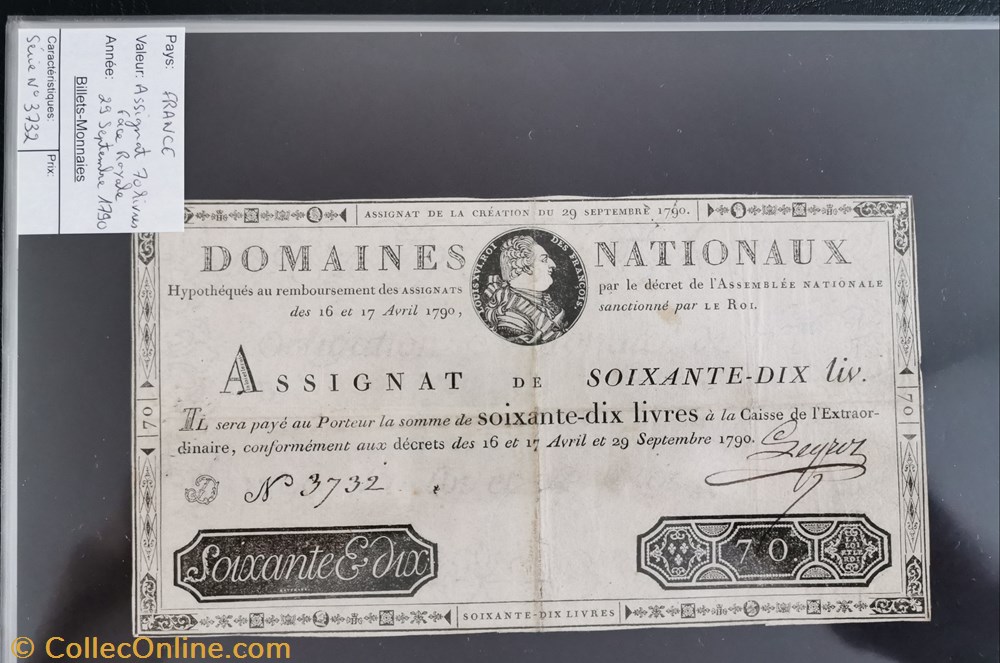 Pays: FRANCE
Valeur: Assignat 70 livres
Face Royale
Année: 29 Septembre 1790
Billets-Monnaies
Caractéristiques: Prix:
Série N° 3732
ASSIGNAT DE LA CRÉATION DU 29 SEPTEMBRE 1790.
DOMAINES NATIONAUX
LOUIS XVI, ROI DES FRANÇOIS.
Hypothéqués au remboursement des ASSIGNATS par le décret de l'ASSEMBLÉE NATIONALE
des 16 et 17 Avril 1790, sanctionné par LE ROI.
ASSIGNAT DE SOIXANTE-DIX liv.
70
70
IL sera payé au Porteur la somme de soixante-dix livres à la Caisse de l'Extraor-
dinaire, conformément aux décrets des 16 et 17 Avril et 29 Septembre 1790.
D N° 3732
Soixante & dix
70
LA
LOI
ET LE
ROI
SOIXANTE-DIX LIVRES
© CollecOnline.com